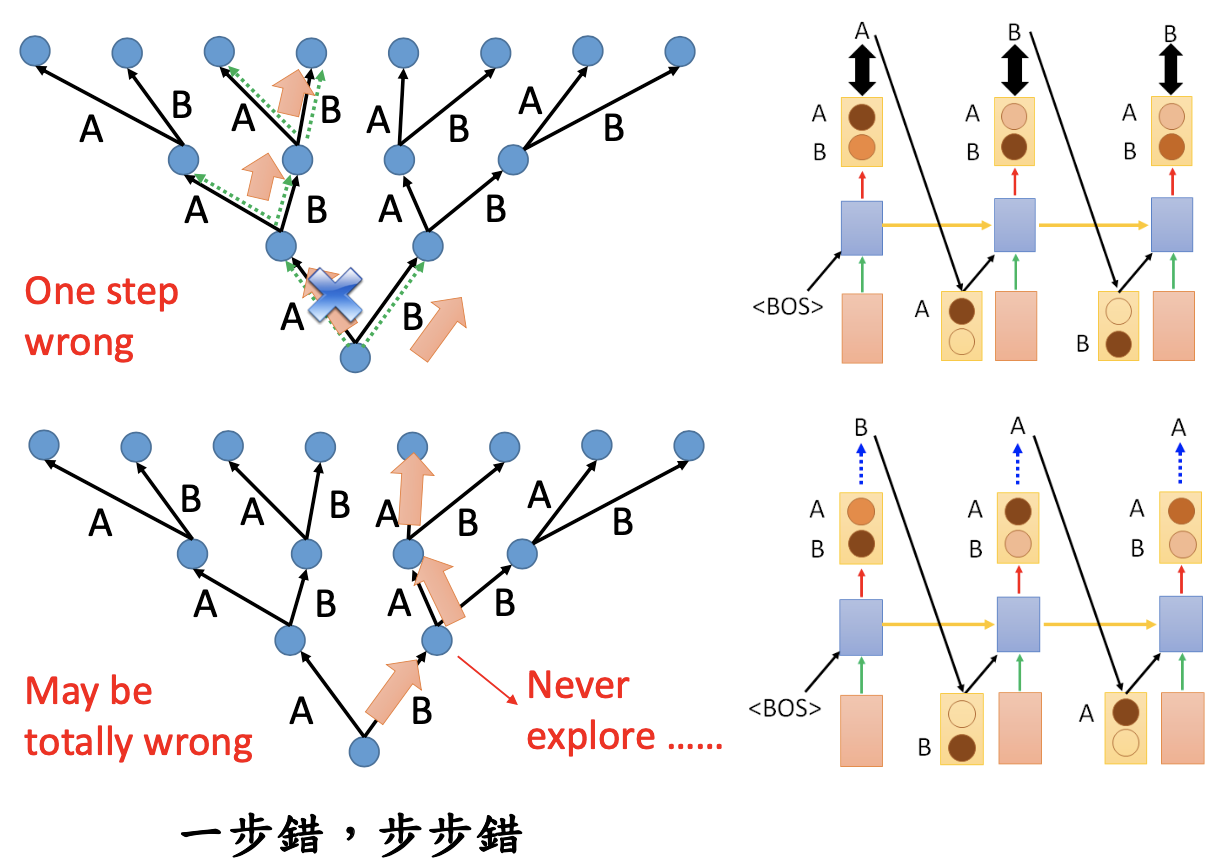 A B A B A B A B
A B A B
A B
One step
wrong
A B B
A A A
B B B
<BOS>
A B
A B A B A B A B
A B A B
A B
May be
totally wrong
Never
explore ......
B A A
A A A
B B B
<BOS>
B A
一步錯，步步錯